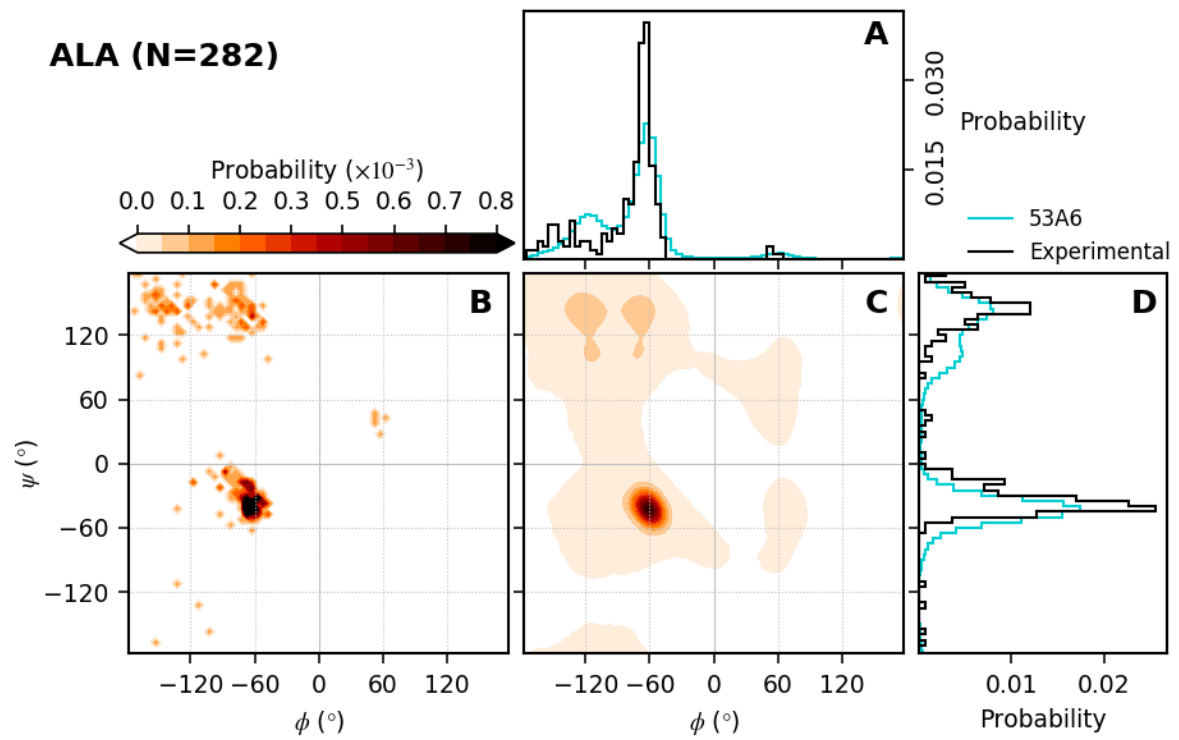 ALA (N=282)
A
0.030
0.015
Probability
53A6
Experimental
Probability (×10⁻³)
0.0 0.1 0.2 0.3 0.4 0.5 0.6 0.7 0.8
B
C
D
120
60
0
−60
−120
ψ (°)
−120 −60 0 60 120
−120 −60 0 60 120
0.01 0.02
ϕ (°)
ϕ (°)
Probability